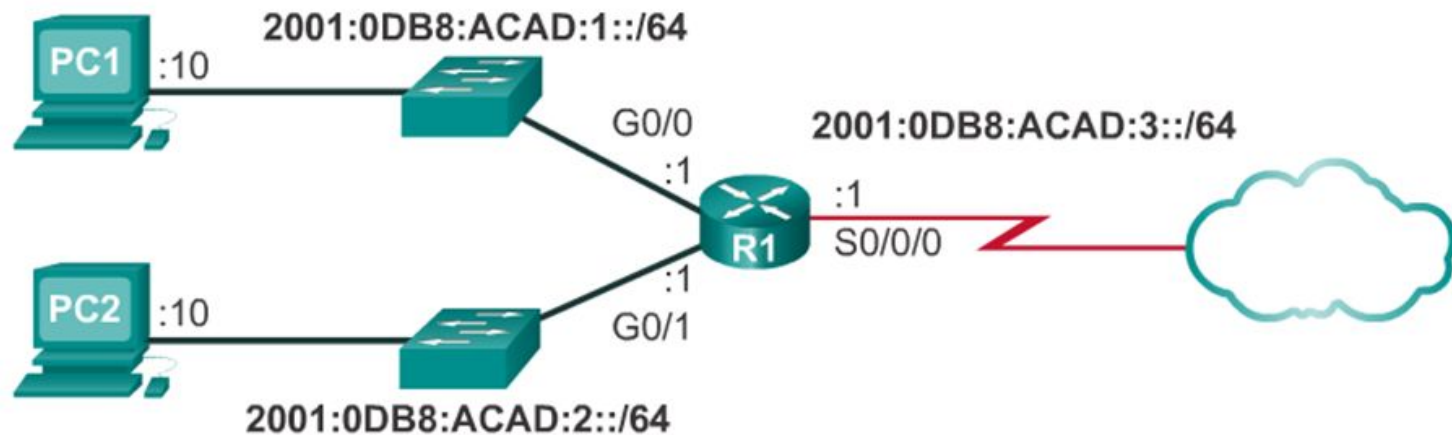 2001:0DB8:ACAD:1::/64
PC1
:10
G0/0
:1
2001:0DB8:ACAD:3::/64
:1
R1
S0/0/0
:1
G0/1
PC2
:10
2001:0DB8:ACAD:2::/64